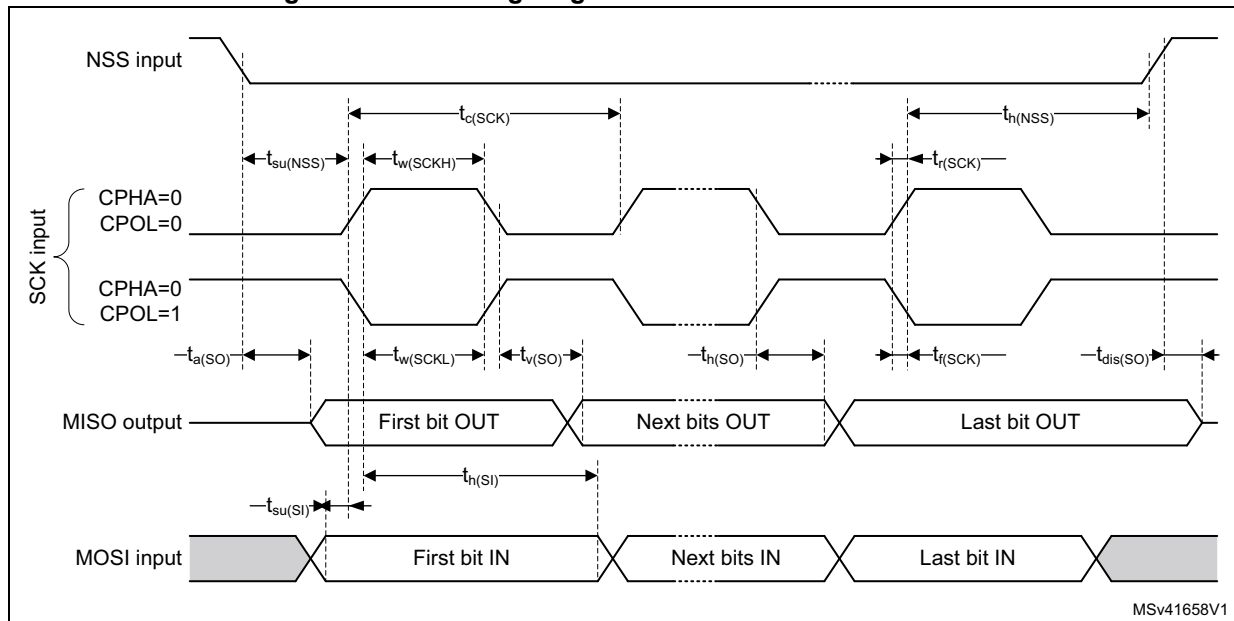 NSS input
tc(SCK)
th(NSS)
tsu(NSS)
tw(SCKH)
tr(SCK)
CPHA=0
CPOL=0
SCK input
CPHA=0
CPOL=1
ta(SO)
tw(SCKL)
tv(SO)
th(SO)
tf(SCK)
tdis(SO)
MISO output
First bit OUT
Next bits OUT
Last bit OUT
th(SI)
tsu(SI)
MOSI input
First bit IN
Next bits IN
Last bit IN
MSv41658V1